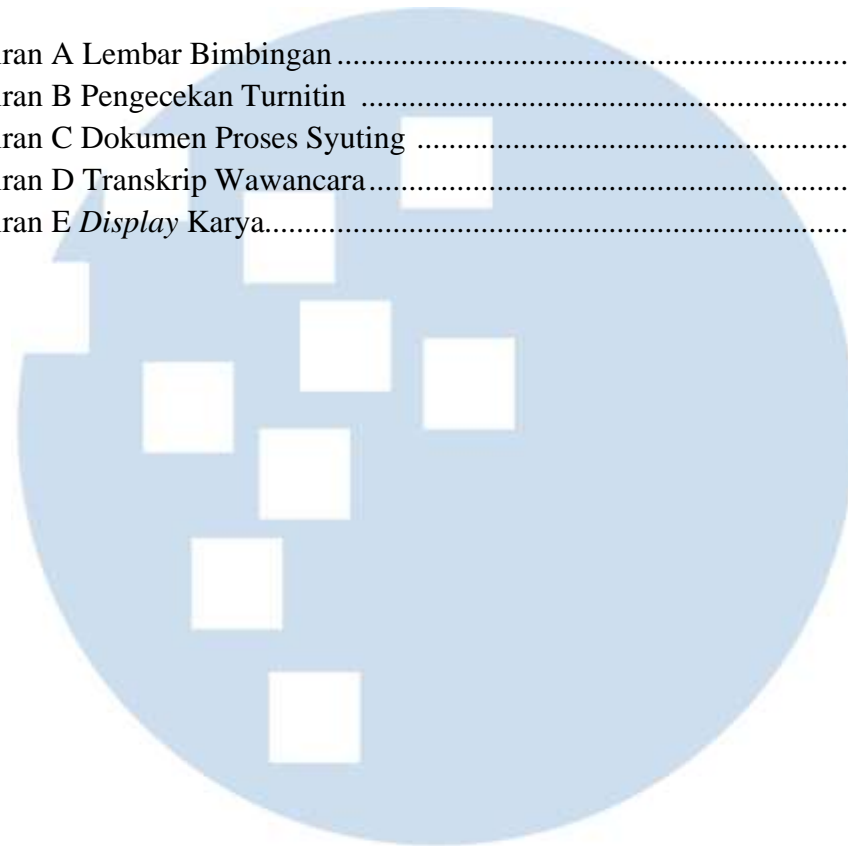 ran A Lembar Bimbingan ........................................................................
ran B Pengecekan Turnitin ....................................................................
ran C Dokumen Proses Syuting .............................................................
ran D Transkrip Wawancara...................................................................
ran E Display Karya................................................................................